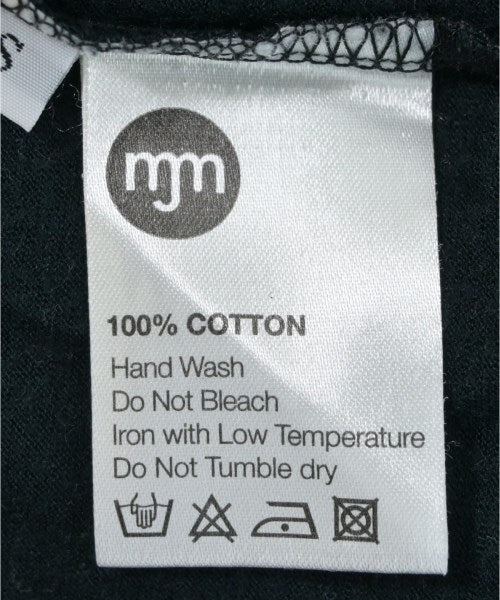 S
mjm
100% COTTON
Hand Wash
Do Not Bleach
Iron with Low Temperature
Do Not Tumble dry